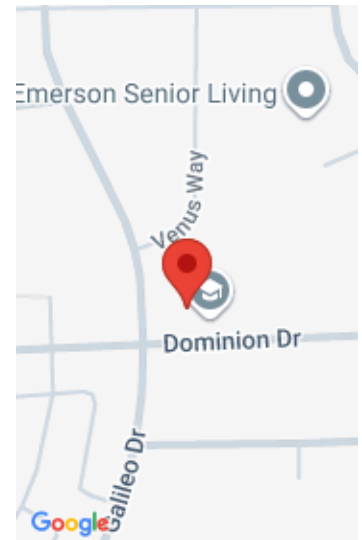 Emerson Senior Living
Venus Way
Dominion Dr
Galileo Dr
Google